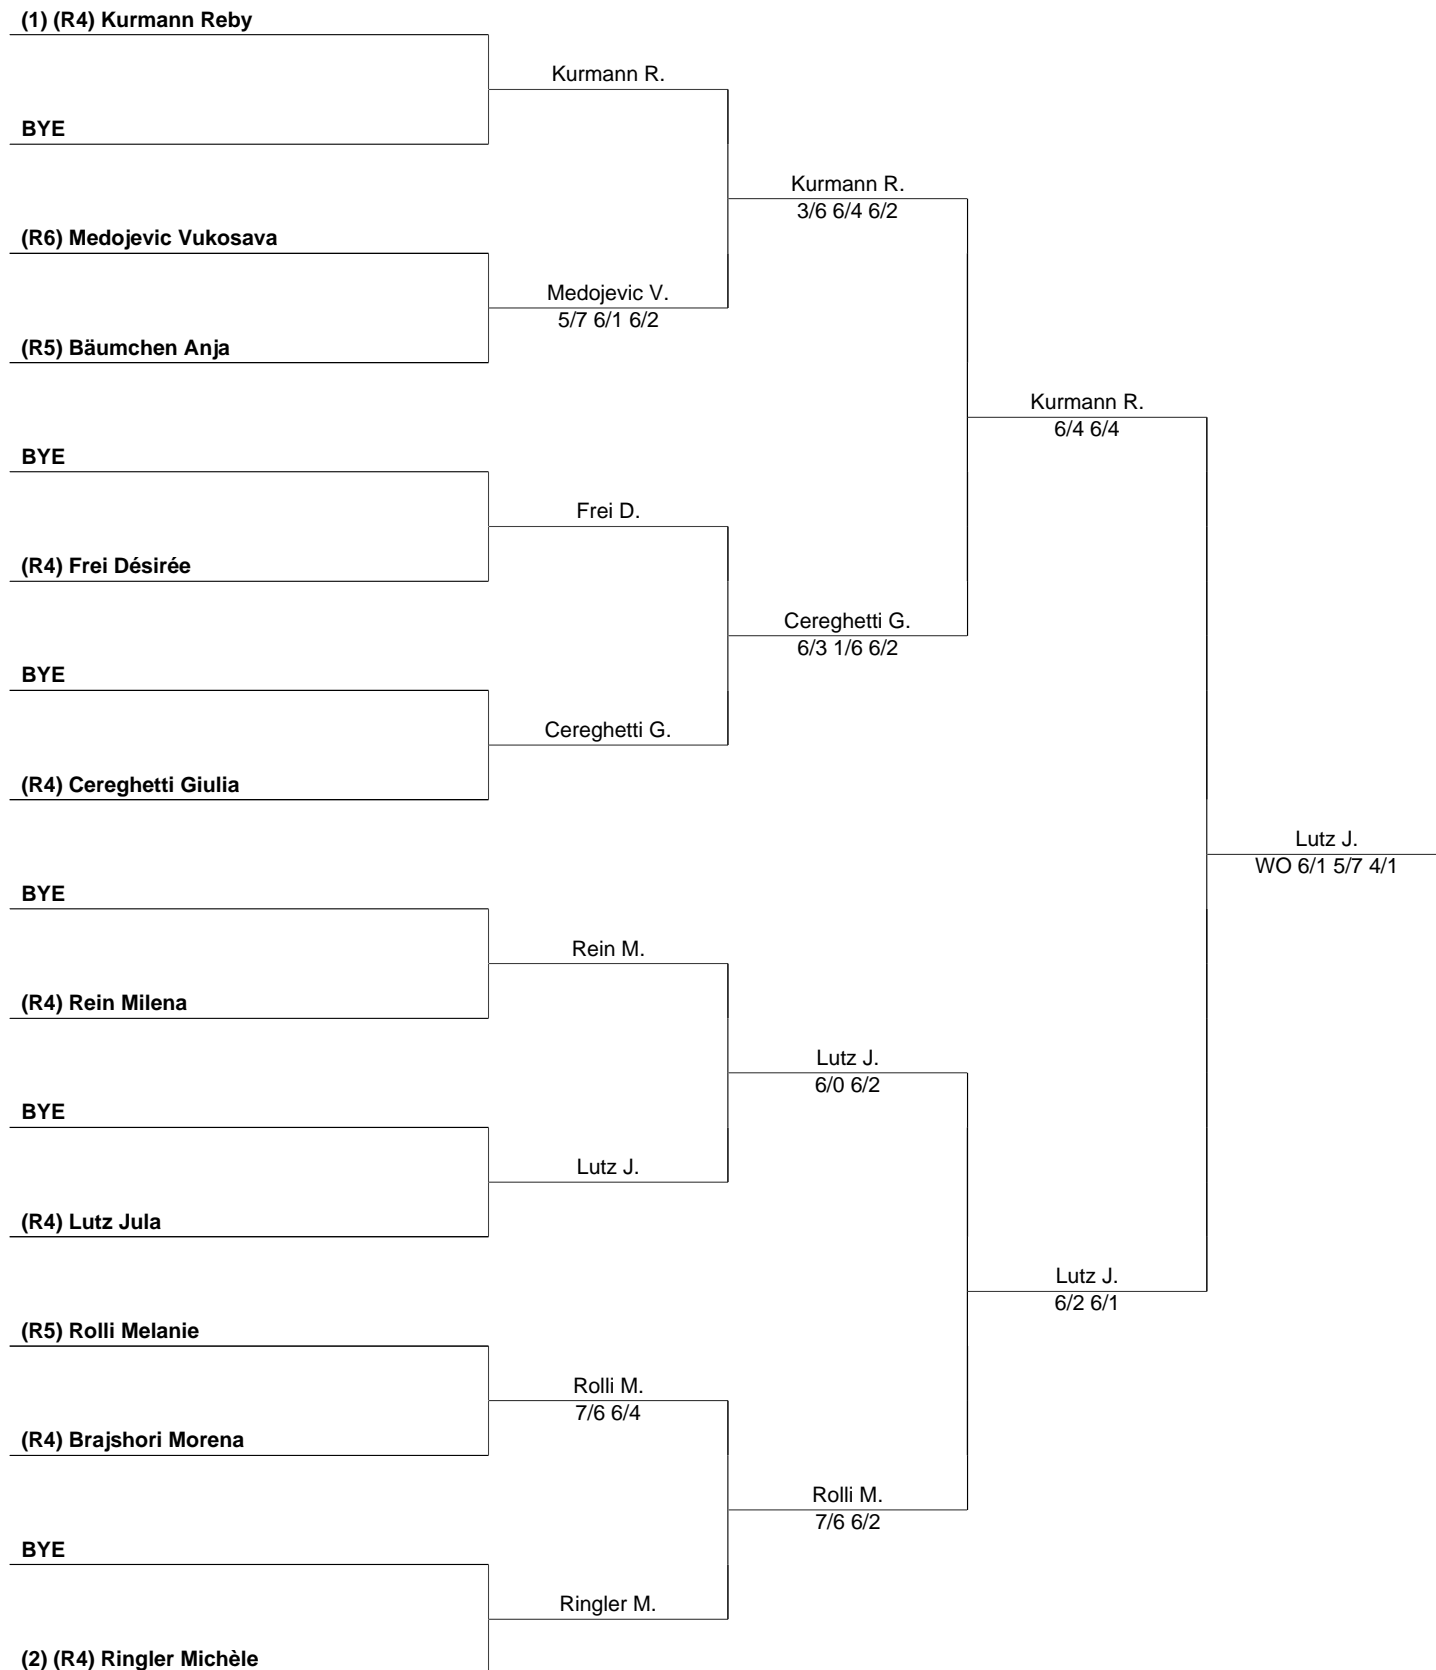 (1) (R4) Kurmann Reby
Kurmann R.
BYE
Kurmann R.
3/6 6/4 6/2
(R6) Medojevic Vukosava
Medojevic V.
5/7 6/1 6/2
(R5) Bäumchen Anja
Kurmann R.
6/4 6/4
BYE
Frei D.
(R4) Frei Désirée
Cereghetti G.
6/3 1/6 6/2
BYE
Cereghetti G.
(R4) Cereghetti Giulia
Lutz J.
WO 6/1 5/7 4/1
BYE
Rein M.
(R4) Rein Milena
Lutz J.
6/0 6/2
BYE
Lutz J.
(R4) Lutz Jula
Lutz J.
6/2 6/1
(R5) Rolli Melanie
Rolli M.
7/6 6/4
(R4) Brajshori Morena
Rolli M.
7/6 6/2
BYE
Ringler M.
(2) (R4) Ringler Michèle